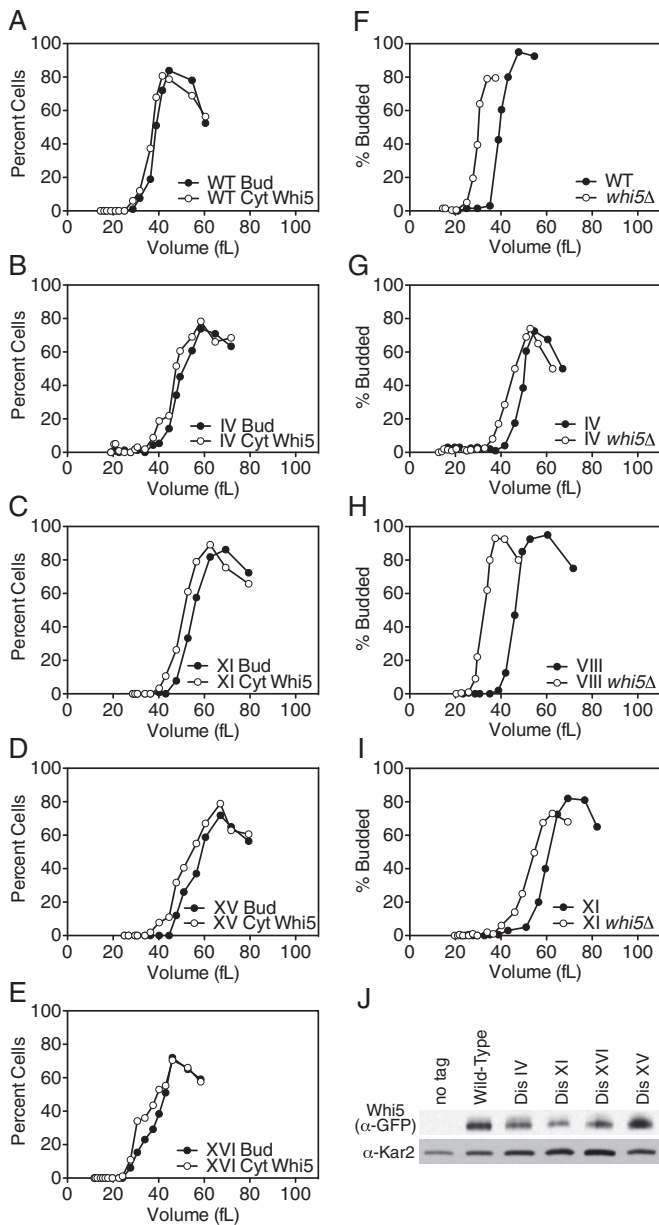 A
Percent Cells
100
80
60
40
20
0
WT Bud
WT Cyt Whi5
0 20 40 60 80 100
Volume (fL)
B
Percent Cells
100
80
60
40
20
0
IV Bud
IV Cyt Whi5
0 20 40 60 80 100
Volume (fL)
C
Percent Cells
100
80
60
40
20
0
XI Bud
XI Cyt Whi5
0 20 40 60 80 100
Volume (fL)
D
Percent Cells
100
80
60
40
20
0
XV Bud
XV Cyt Whi5
0 20 40 60 80 100
Volume (fL)
E
Percent Cells
100
80
60
40
20
0
XVI Bud
XVI Cyt Whi5
0 20 40 60 80 100
Volume (fL)
F
% Budded
100
80
60
40
20
0
WT
whi5Δ
0 20 40 60 80 100
Volume (fL)
G
% Budded
100
80
60
40
20
0
IV
IV whi5Δ
0 20 40 60 80 100
Volume (fL)
H
% Budded
100
80
60
40
20
0
VIII
VIII whi5Δ
0 20 40 60 80 100
Volume (fL)
I
% Budded
100
80
60
40
20
0
XI
XI whi5Δ
0 20 40 60 80 100
Volume (fL)
J
no tag
Wild-Type
Dis IV
Dis XI
Dis XVI
Dis XV
Whi5
(α-GFP)
α-Kar2